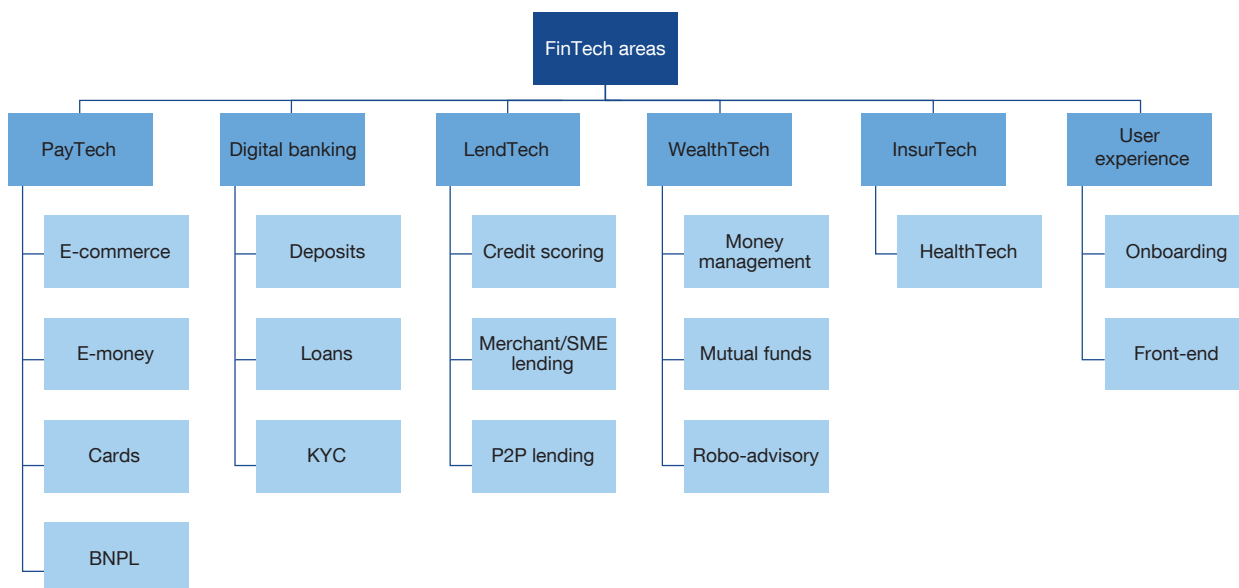 FinTech areas
PayTech
Digital banking
LendTech
WealthTech
InsurTech
User
experience
E-commerce
Deposits
Credit scoring
Money
management
HealthTech
Onboarding
E-money
Loans
Merchant/SME
lending
Mutual funds
Front-end
Cards
KYC
P2P lending
Robo-advisory
BNPL